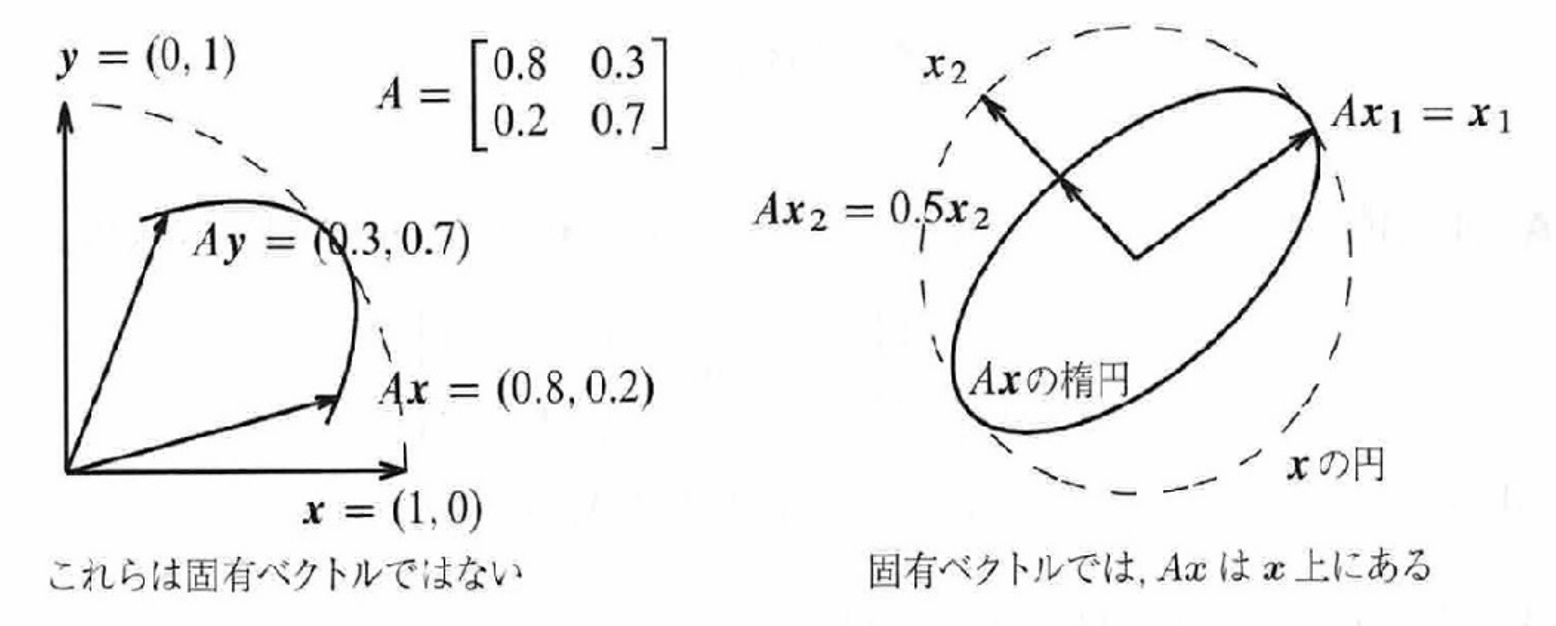 y = (0, 1)
A = [0.8 0.3
0.2 0.7]
Ay = (0.3, 0.7)
Ax = (0.8, 0.2)
x = (1, 0)
これらは固有ベクトルではない
x₂
Ax₁ = x₁
Ax₂ = 0.5x₂
Axの楕円
xの円
固有ベクトルでは, Ax は x 上にある